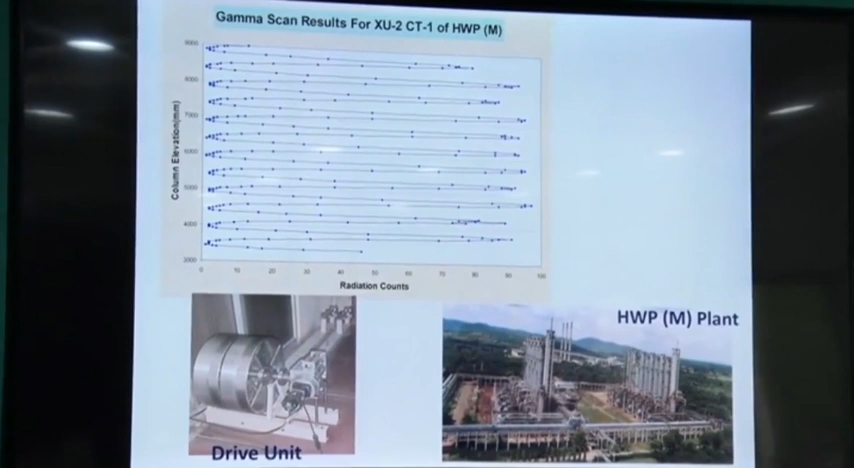 Gamma Scan Results For XU-2 CT-1 of HWP (M)
Column Elevation(mm)
9000
8000
7000
6000
5000
4000
3000
0 10 20 30 40 50 60 70 80 90 100
Radiation Counts
HWP (M) Plant
Drive Unit